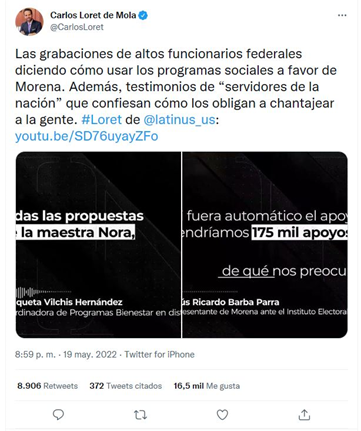 Carlos Loret de Mola
@CarlosLoret
Las grabaciones de altos funcionarios federales
diciendo cómo usar los programas sociales a favor de
Morena. Además, testimonios de “servidores de la
nación” que confiesan cómo los obligan a chantajear
a la gente. #Loret de @latinus_us:
youtu.be/SD76uyayZFo
das las propuestas
la maestra Nora,
queta Vilchis Hernández
rdinadora de Programas Bienestar en dis
fuera automático el apoy
endríamos 175 mil apoyos
de qué nos preocu
ús Ricardo Barba Parra
resentante de Morena ante el Instituto Electora
8:59 p. m. · 19 may. 2022 · Twitter for iPhone
8.906 Retweets 372 Tweets citados 16,5 mil Me gusta